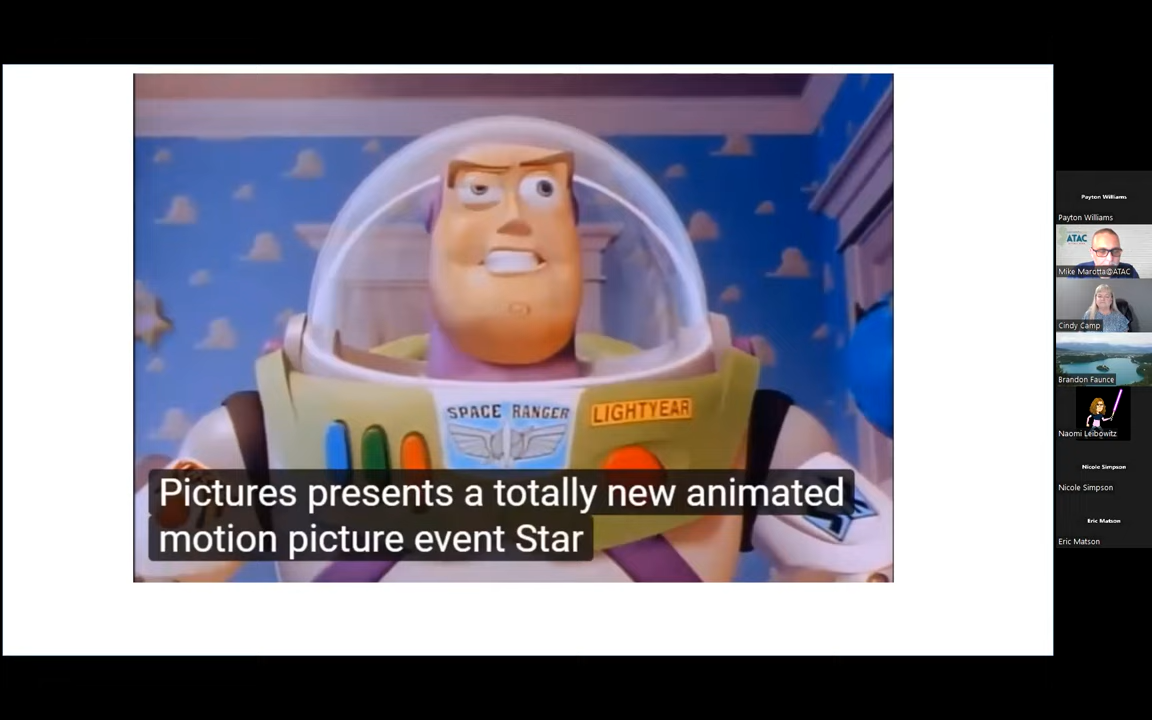 SPACE RANGER
LIGHTYEAR
Pictures presents a totally new animated
motion picture event Star
Payton Williams
Payton Williams
ATAC
Mike Marotta@ATAC
Cindy Camp
Brandon Faunce
Naomi Leibowitz
Nicole Simpson
Nicole Simpson
Eric Matson
Eric Matson